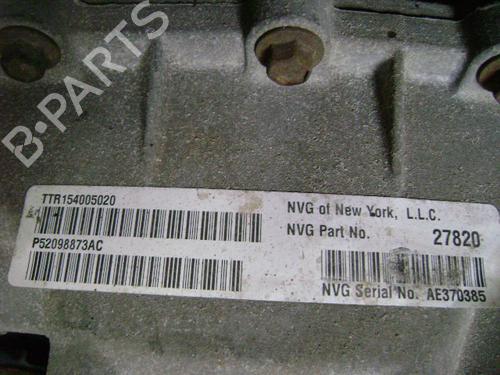 B-PARTS
TTR154005020
P52098873AC
NVG of New York, L.L.C.
NVG Part No. 27820
NVG Serial No. AE370385